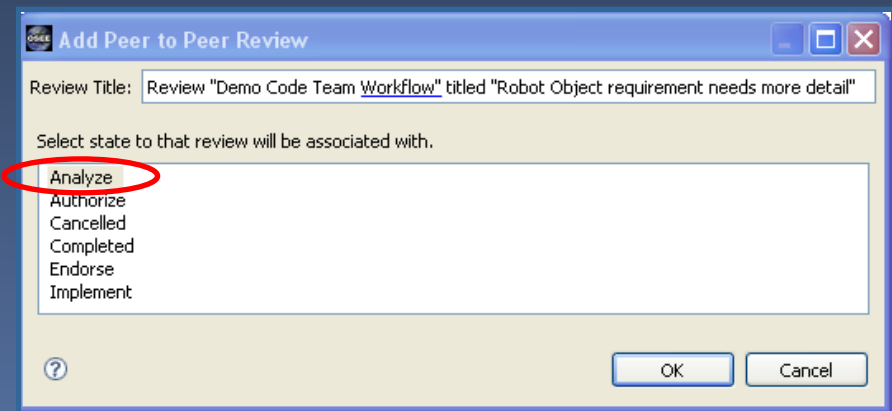 OSEE Add Peer to Peer Review
Review Title: Review "Demo Code Team Workflow" titled "Robot Object requirement needs more detail"
Select state to that review will be associated with.
Analyze
Authorize
Cancelled
Completed
Endorse
Implement
? OK Cancel